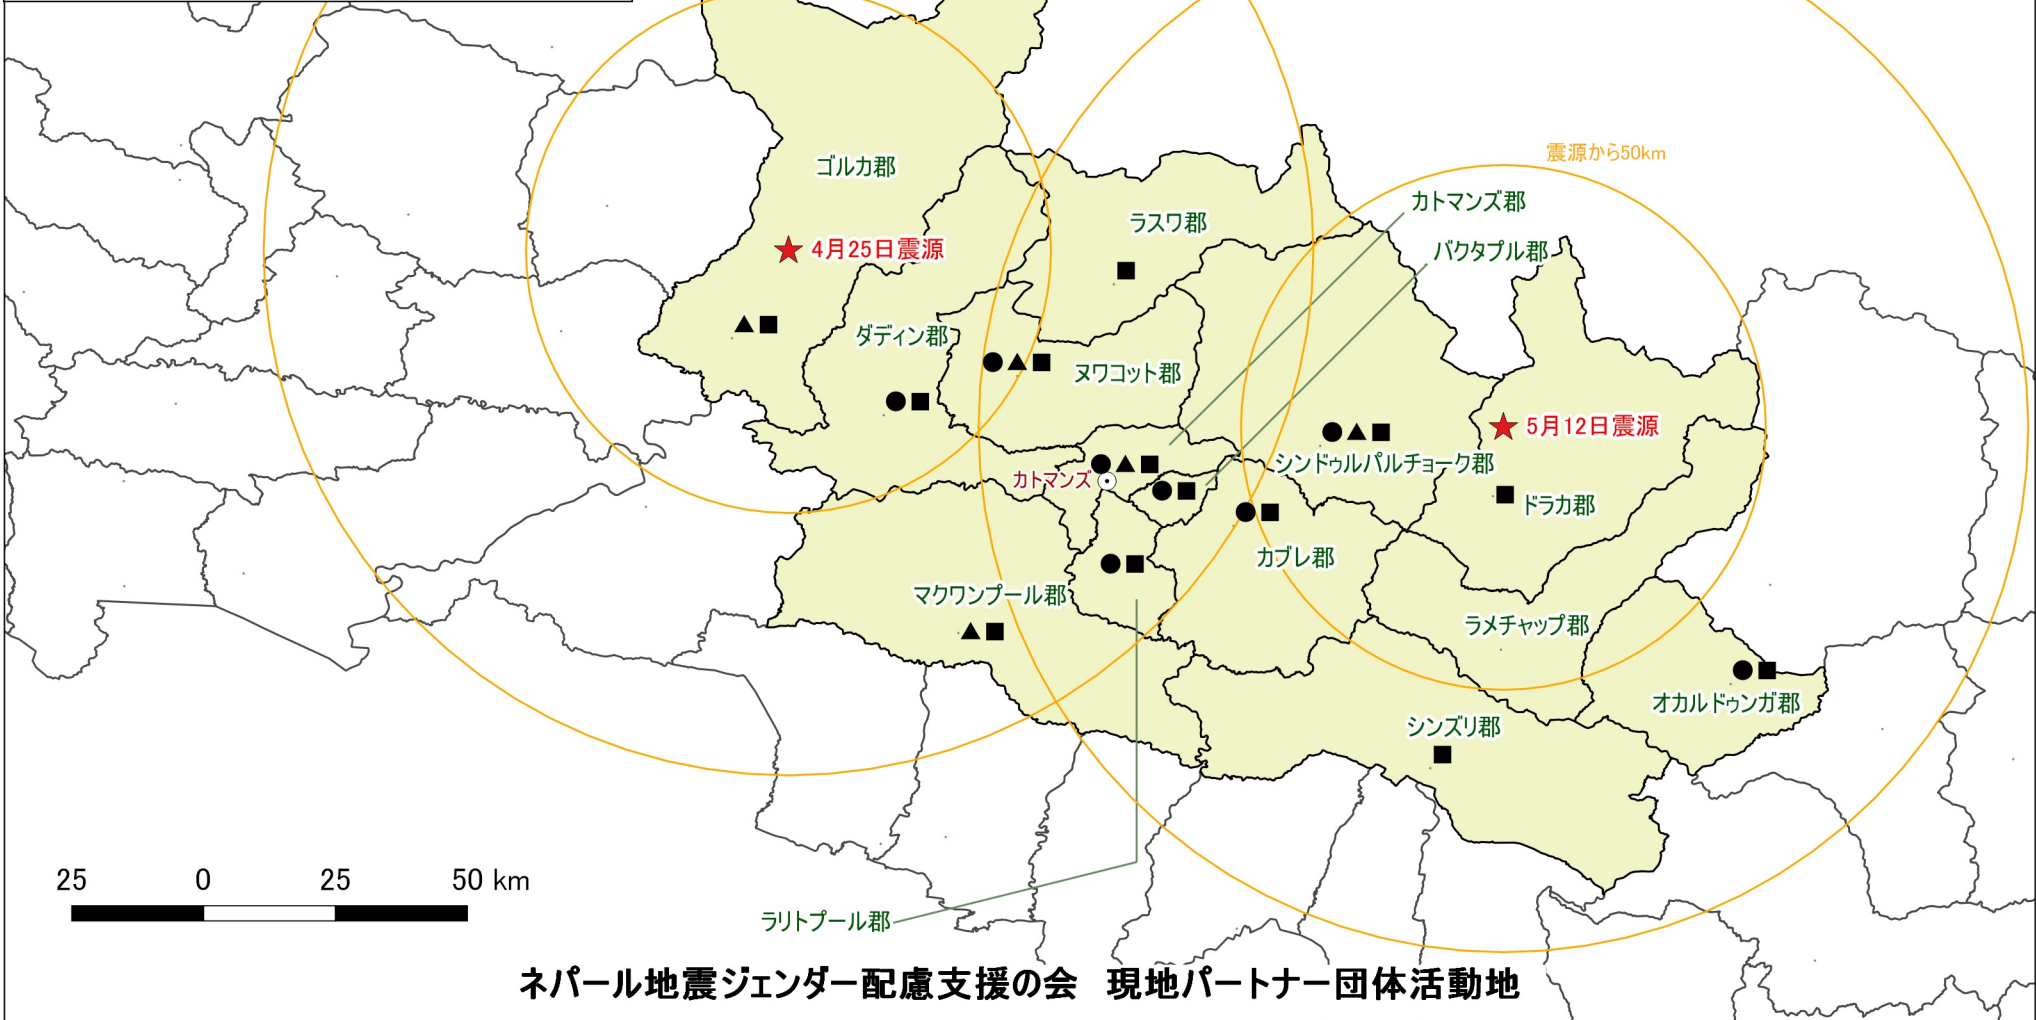 震源から50km
ゴルカ郡
カトマンズ郡
ラスワ郡
4月25日震源
バクタプル郡
ダディン郡
ヌワコット郡
5月12日震源
シンドゥルパルチョーク郡
カトマンズ
ドラカ郡
カブレ郡
マクワンプール郡
ラメチャップ郡
オカルドゥンガ郡
シンズリ郡
25 0 25 50 km
ラリトプール郡
ネパール地震ジェンダー配慮支援の会 現地パートナー団体活動地